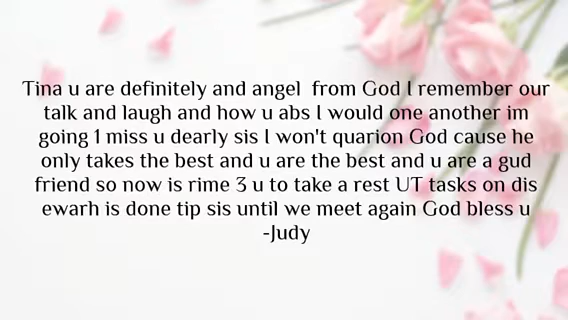 Tina u are definitely and angel  from God I remember our
talk and laugh and how u abs I would one another im
going 1 miss u dearly sis I won't quarion God cause he
only takes the best and u are the best and u are a gud
friend so now is rime 3 u to take a rest UT tasks on dis
ewarh is done tip sis until we meet again God bless u
-Judy